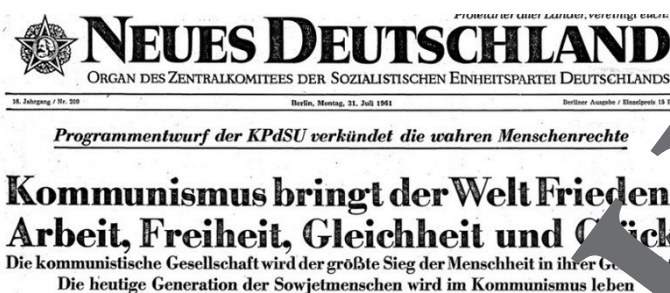 Proletarier aller Länder, vereinigt euch!
NEUES DEUTSCHLAND
ORGAN DES ZENTRALKOMITEES DER SOZIALISTISCHEN EINHEITSPARTEI DEUTSCHLANDS
16. Jahrgang / Nr. 209
Berlin, Montag, 31. Juli 1961
Berliner Ausgabe / Einzelpreis 15
Programmentwurf der KPdSU verkündet die wahren Menschenrechte
Kommunismus bringt der Welt Frieden
Arbeit, Freiheit, Gleichheit und
Die kommunistische Gesellschaft wird der größte Sieg der Menschheit in ihrer
Die heutige Generation der Sowjetmenschen wird im Kommunismus leben